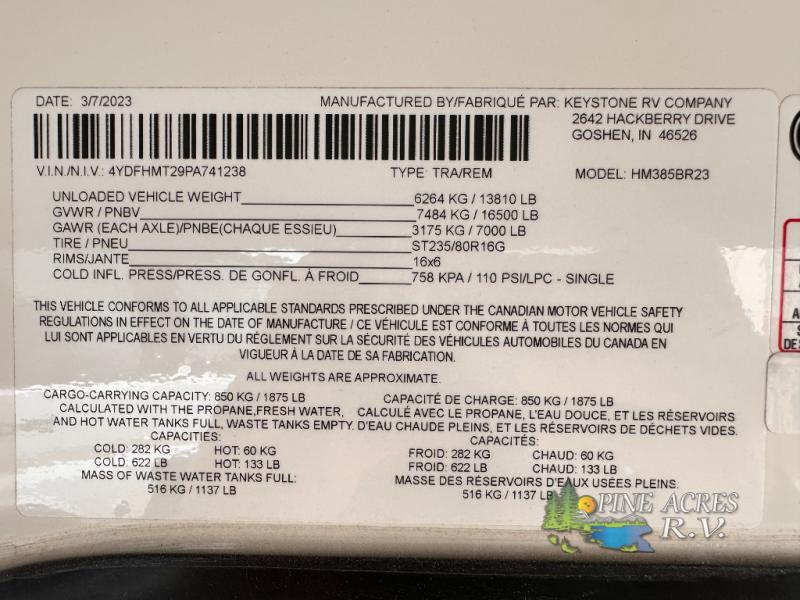 DATE: 3/7/2023 MANUFACTURED BY/FABRIQUÉ PAR: KEYSTONE RV COMPANY
2642 HACKBERRY DRIVE
GOSHEN, IN 46526
V.I.N./N.I.V.: 4YDFHMT29PA741238 TYPE: TRA/REM MODEL: HM385BR23
UNLOADED VEHICLE WEIGHT 6264 KG / 13810 LB
GVWR / PNBV 7484 KG / 16500 LB
GAWR (EACH AXLE)/PNBE(CHAQUE ESSIEU) 3175 KG / 7000 LB
TIRE / PNEU ST235/80R16G
RIMS/JANTE 16x6
COLD INFL. PRESS/PRESS. DE GONFL. À FROID 758 KPA / 110 PSI/LPC - SINGLE
THIS VEHICLE CONFORMS TO ALL APPLICABLE STANDARDS PRESCRIBED UNDER THE CANADIAN MOTOR VEHICLE SAFETY
REGULATIONS IN EFFECT ON THE DATE OF MANUFACTURE / CE VÉHICULE EST CONFORME À TOUTES LES NORMES QUI
LUI SONT APPLICABLES EN VERTU DU RÉGLEMENT SUR LA SÉCURITÉ DES VÉHICULES AUTOMOBILES DU CANADA EN
VIGUEUR À LA DATE DE SA FABRICATION.
ALL WEIGHTS ARE APPROXIMATE.
CARGO-CARRYING CAPACITY: 850 KG / 1875 LB
CALCULATED WITH THE PROPANE,FRESH WATER,
AND HOT WATER TANKS FULL, WASTE TANKS EMPTY.
CAPACITIES:
COLD: 282 KG HOT: 60 KG
COLD: 622 LB HOT: 133 LB
MASS OF WASTE WATER TANKS FULL:
516 KG / 1137 LB
CAPACITÉ DE CHARGE: 850 KG / 1875 LB
CALCULÉ AVEC LE PROPANE, L'EAU DOUCE, ET LES RÉSERVOIRS
D'EAU CHAUDE PLEINS, ET LES RÉSERVOIRS DE DÉCHETS VIDES.
CAPACITÉS:
FROID: 282 KG CHAUD: 60 KG
FROID: 622 LB CHAUD: 133 LB
MASSE DES RÉSERVOIRS D'EAUX USÉES PLEINS.
516 KG / 1137 LB
PINE ACRES
R.V.